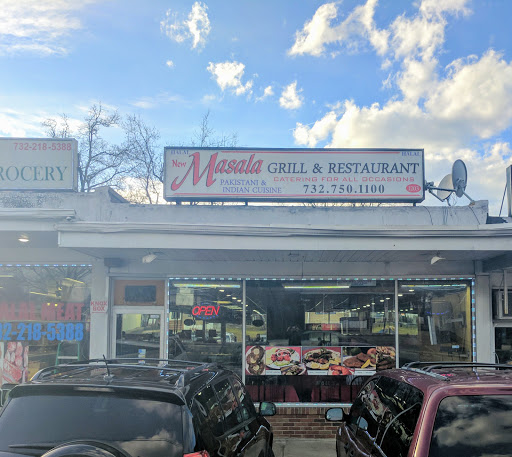 732-218-5388
GROCERY
HALAL
New Masala GRILL & RESTAURANT
PAKISTANI &
INDIAN CUISINE
CATERING FOR ALL OCCASIONS
732.750.1100
OPEN
MEAT
732-218-5388